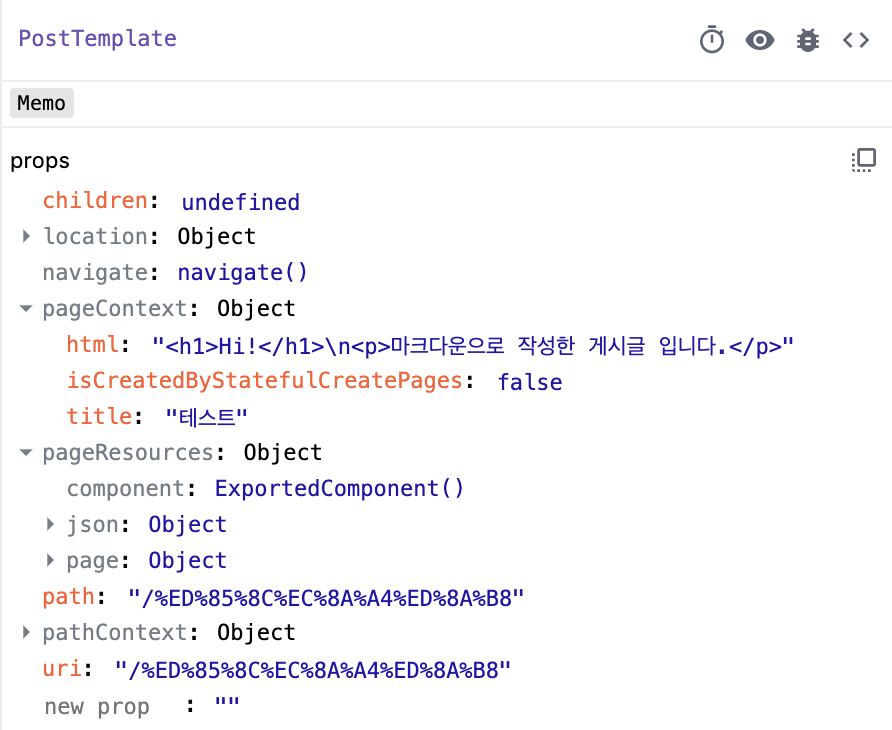 PostTemplate
Memo
props
children: undefined
location: Object
navigate: navigate()
pageContext: Object
html: "<h1>Hi!</h1>\n<p>마크다운으로 작성한 게시글 입니다.</p>"
isCreatedByStatefulCreatePages: false
title: "테스트"
pageResources: Object
component: ExportedComponent()
json: Object
page: Object
path: "/%ED%85%8C%EC%8A%A4%ED%8A%B8"
pathContext: Object
uri: "/%ED%85%8C%EC%8A%A4%ED%8A%B8"
new prop : ""